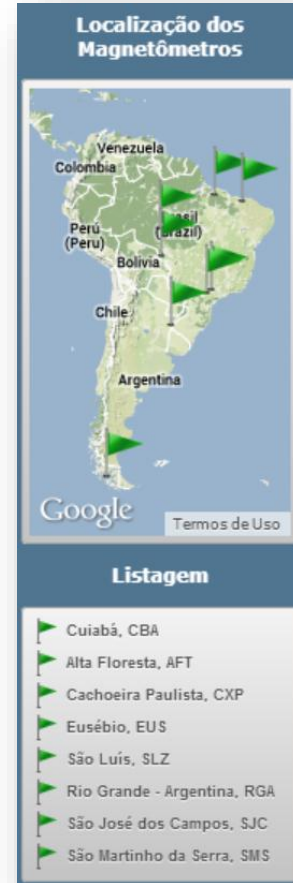 Localização dos
Magnetômetros
Venezuela
Colombia
Perú
(Peru)
Brasil
(Brazil)
Bolivia
Chile
Argentina
Google
Termos de Uso
Listagem
Cuiabá, CBA
Alta Floresta, AFT
Cachoeira Paulista, CXP
Eusébio, EUS
São Luís, SLZ
Rio Grande - Argentina, RGA
São José dos Campos, SJC
São Martinho da Serra, SMS